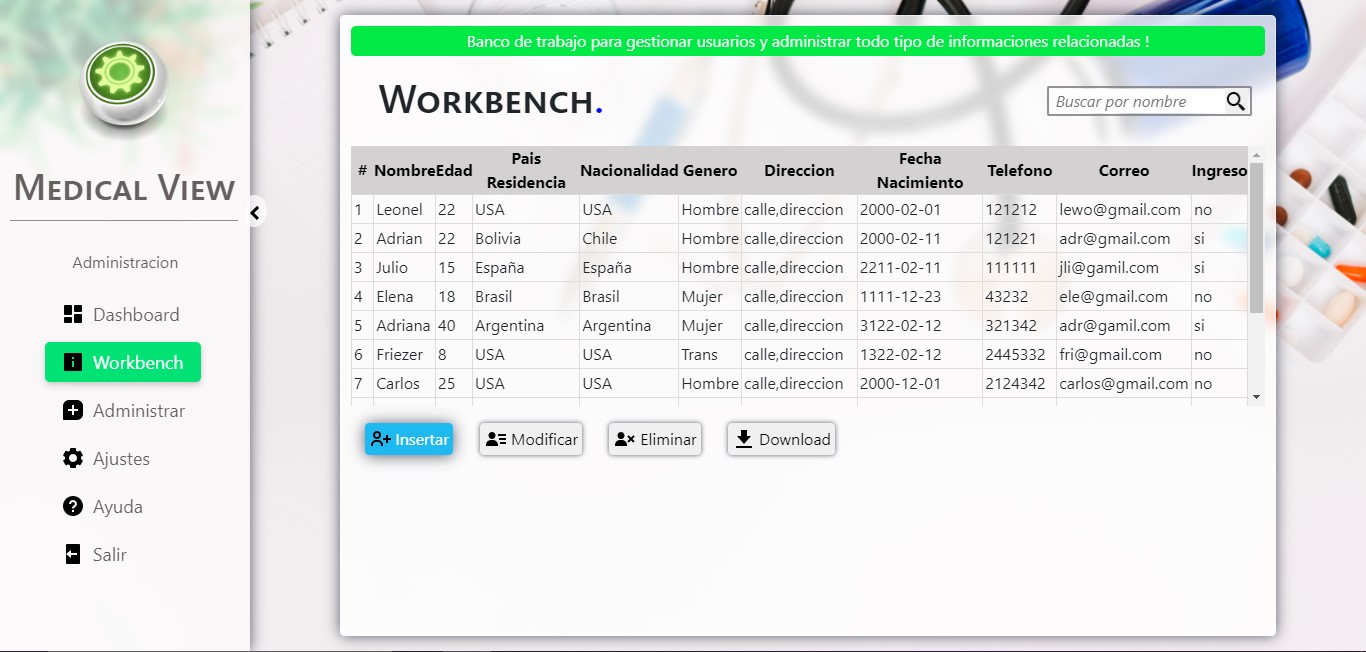 Medical View
Administracion
Dashboard
Workbench
Administrar
Ajustes
Ayuda
Salir
Banco de trabajo para gestionar usuarios y administrar todo tipo de informaciones relacionadas !
Workbench.
Buscar por nombre
# Nombre Edad Pais Residencia Nacionalidad Genero Direccion Fecha Nacimiento Telefono Correo Ingreso
1 Leonel 22 USA USA Hombre calle,direccion 2000-02-01 121212 lewo@gmail.com no
2 Adrian 22 Bolivia Chile Hombre calle,direccion 2000-02-11 121221 adr@gmail.com si
3 Julio 15 España España Hombre calle,direccion 2211-02-11 111111 jli@gamil.com si
4 Elena 18 Brasil Brasil Mujer calle,direccion 1111-12-23 43232 ele@gmail.com no
5 Adriana 40 Argentina Argentina Mujer calle,direccion 3122-02-12 321342 adr@gamil.com si
6 Friezer 8 USA USA Trans calle,direccion 1322-02-12 2445332 fri@gmail.com no
7 Carlos 25 USA USA Hombre calle,direccion 2000-12-01 2124342 carlos@gmail.com no
Insertar Modificar Eliminar Download